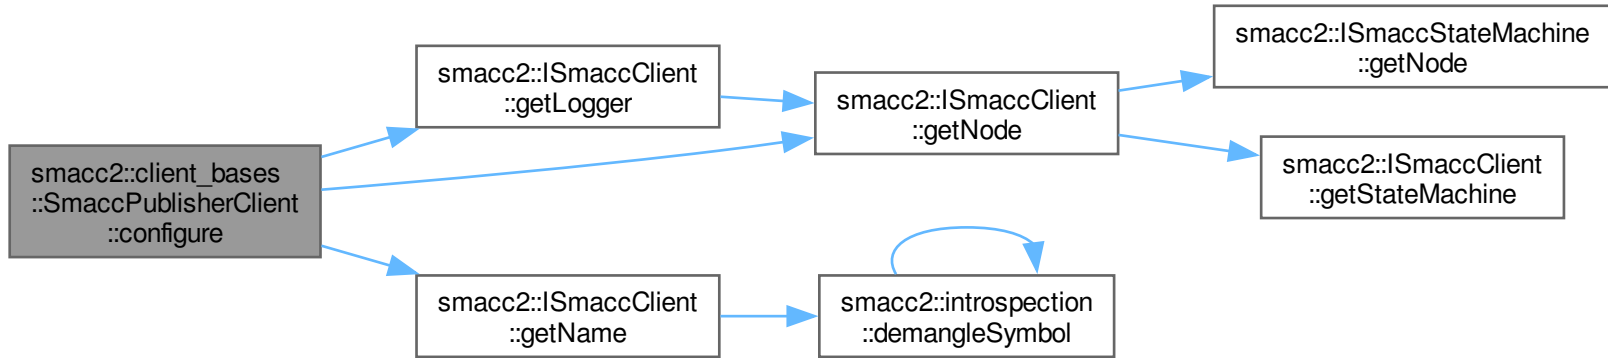 smacc2::client_bases
::SmaccPublisherClient
::configure
smacc2::ISmaccClient
::getLogger
smacc2::ISmaccClient
::getNode
smacc2::ISmaccStateMachine
::getNode
smacc2::ISmaccClient
::getStateMachine
smacc2::ISmaccClient
::getName
smacc2::introspection
::demangleSymbol